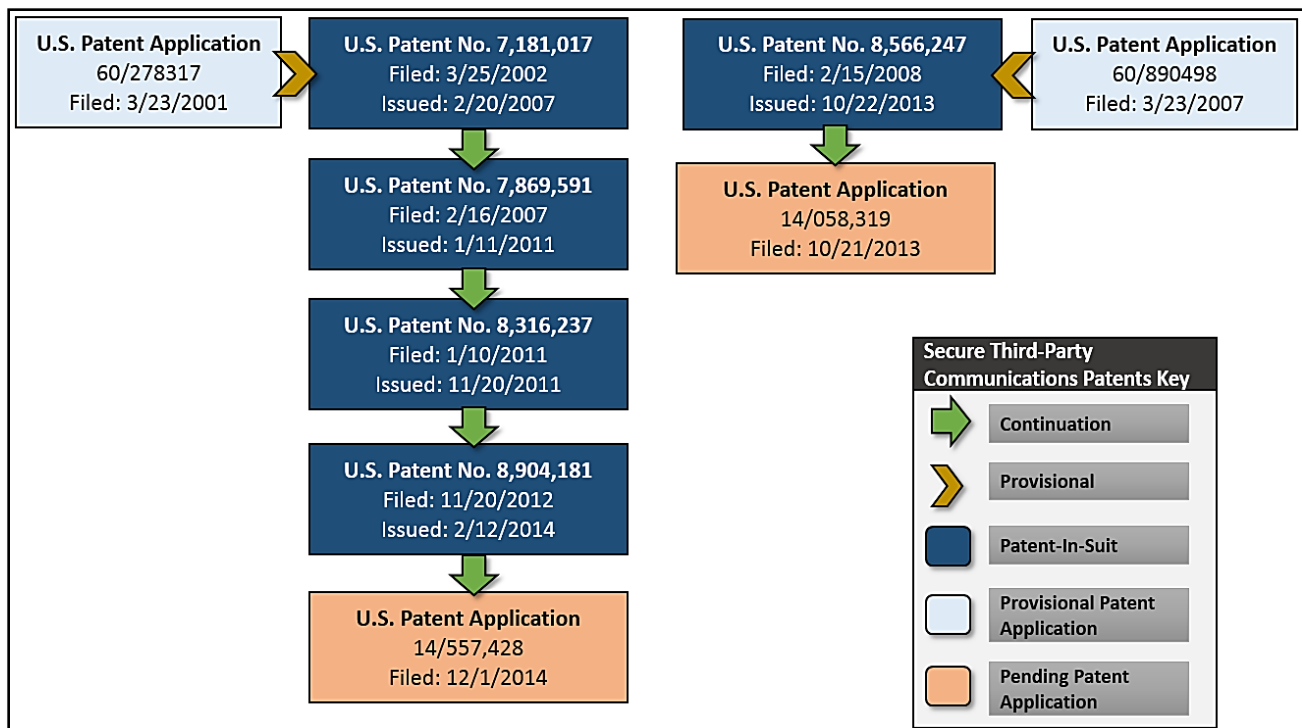 U.S. Patent Application
60/278317
Filed: 3/23/2001
U.S. Patent No. 7,181,017
Filed: 3/25/2002
Issued: 2/20/2007
U.S. Patent No. 7,869,591
Filed: 2/16/2007
Issued: 1/11/2011
U.S. Patent No. 8,316,237
Filed: 1/10/2011
Issued: 11/20/2011
U.S. Patent No. 8,904,181
Filed: 11/20/2012
Issued: 2/12/2014
U.S. Patent Application
14/557,428
Filed: 12/1/2014
U.S. Patent No. 8,566,247
Filed: 2/15/2008
Issued: 10/22/2013
U.S. Patent Application
60/890498
Filed: 3/23/2007
U.S. Patent Application
14/058,319
Filed: 10/21/2013
Secure Third-Party
Communications Patents Key
Continuation
Provisional
Patent-In-Suit
Provisional Patent
Application
Pending Patent
Application